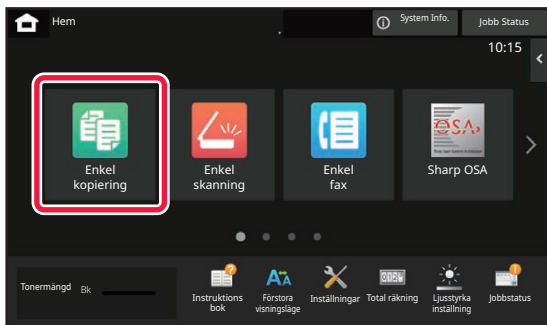 Hem
System Info.
Jobb Status
10:15
Enkel
kopiering
Enkel
skanning
Enkel
fax
OSA
Sharp OSA
Tonermängd Bk
Instruktions
bok
Förstora
visningsläge
Inställningar
Total räkning
Ljusstyrka
inställning
Jobbstatus